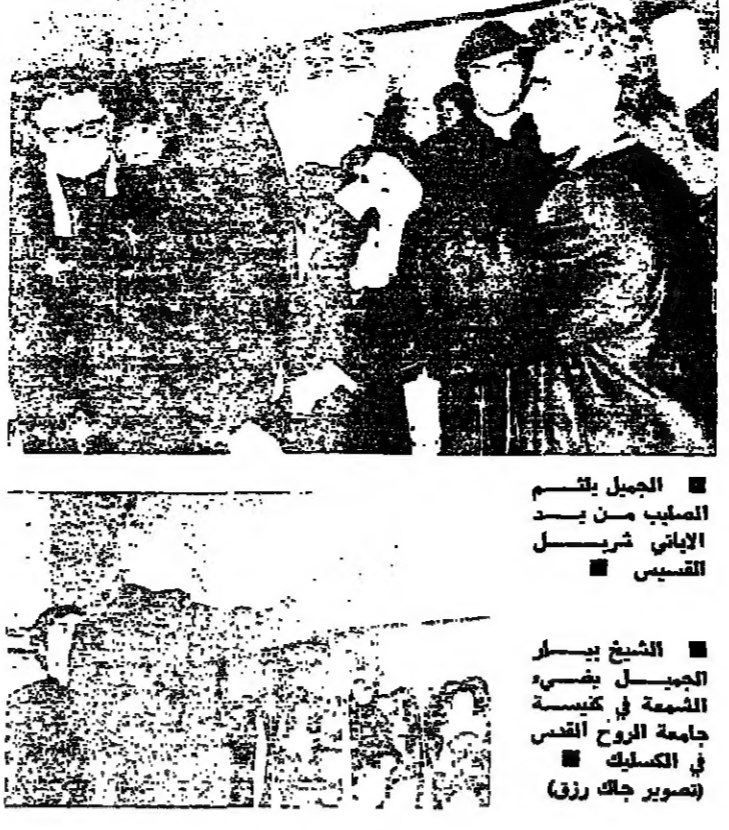 ■ الجميل يلثم
الصليب من يد
الاباتي شربل
القسيس ■
■ الشيخ بيار
الجميل يضيء
الشمعة في كنيسة
جامعة الروح القدس
في الكسليك ■
(تصوير جاك رزق)